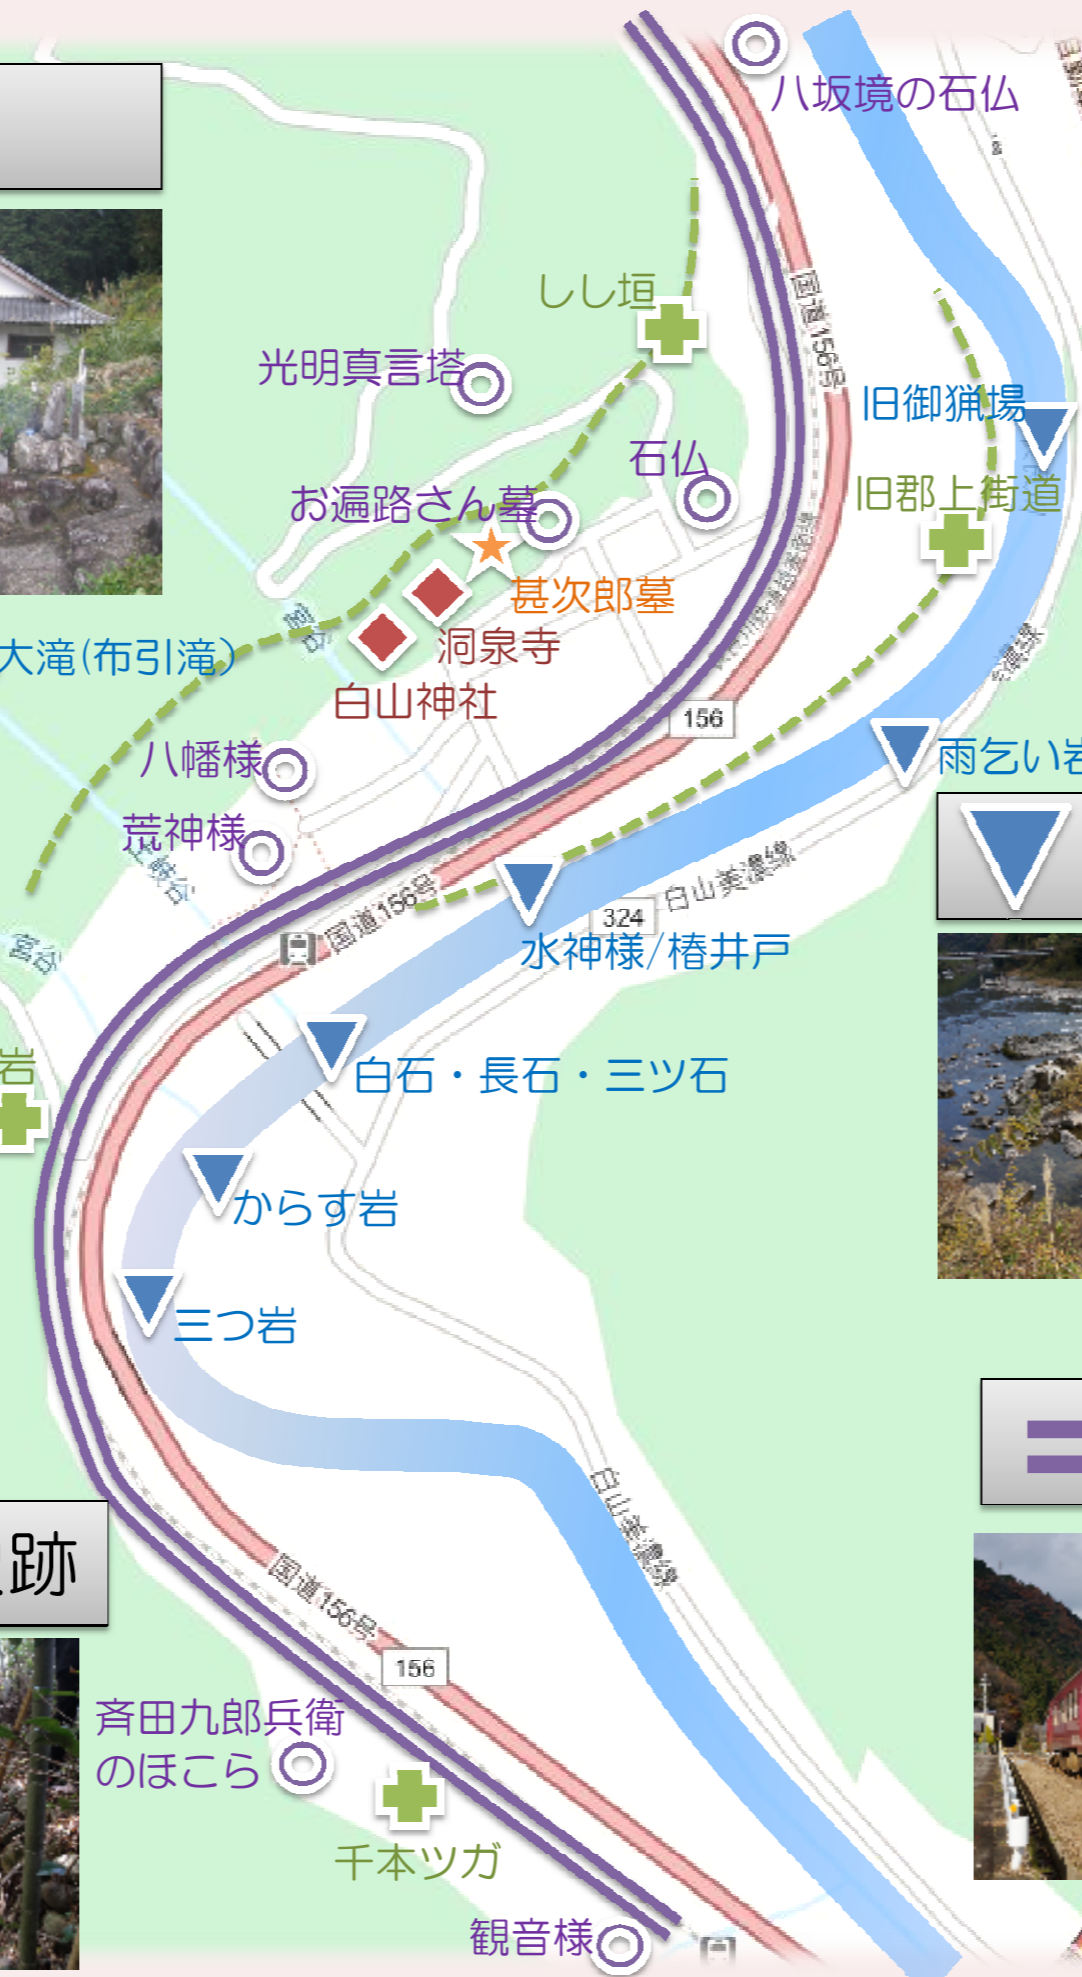 八坂境の石仏
しし垣
国道156号
光明真言塔
旧御猟場
石仏
旧郡上街道
お遍路さん墓
甚次郎墓
宮谷
洞泉寺
大滝(布引滝)
白山神社
156
八幡様
雨乞い岩
荒神様
白山美濃線
国道156号
324
宮谷
水神様/椿井戸
岩
白石・長石・三ツ石
からす岩
三つ岩
白山美濃線
跡
国道156号
156
斉田九郎兵衛
のほこら
千本ツガ
観音様